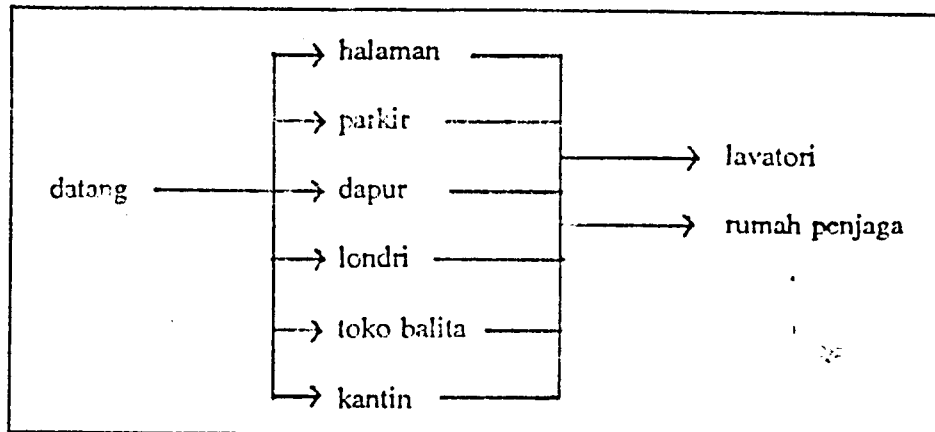 halaman
parkir
lavatori
datang
dapur
rumah penjaga
londri
toko balita
kantin